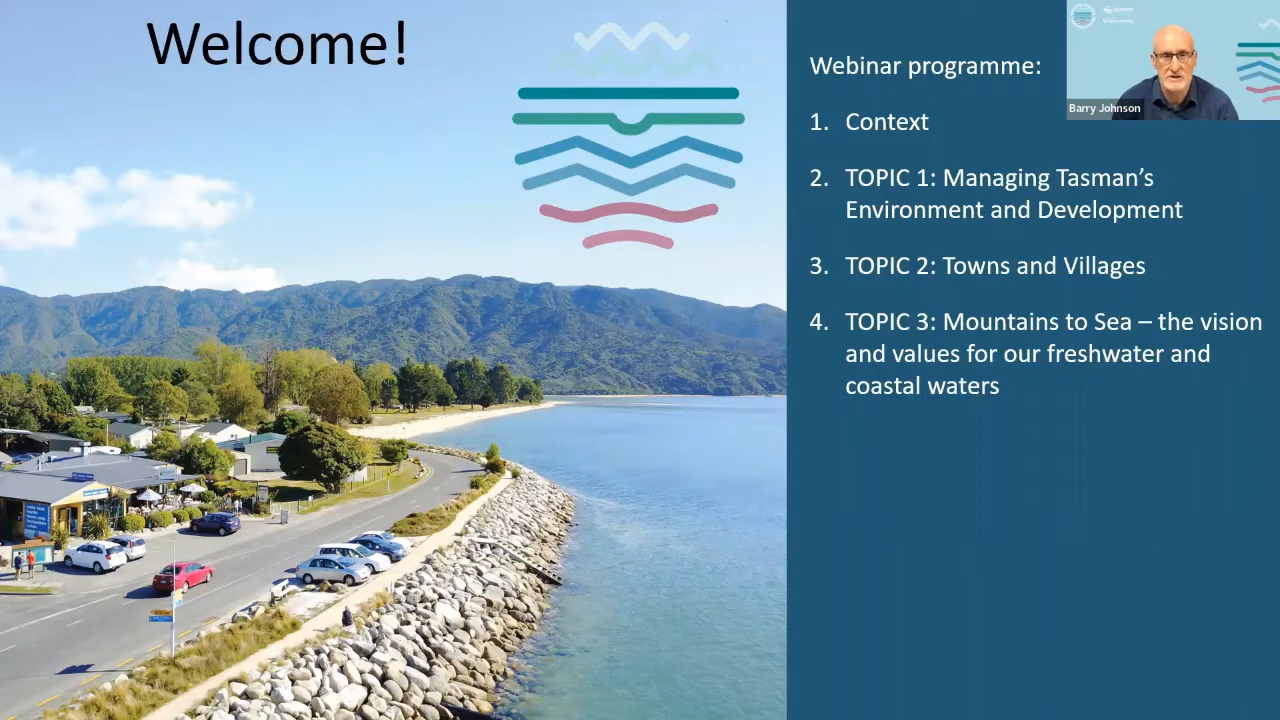 Welcome!
Webinar programme:
Barry Johnson
1. Context
2. TOPIC 1: Managing Tasman’s
Environment and Development
3. TOPIC 2: Towns and Villages
4. TOPIC 3: Mountains to Sea – the vision
and values for our freshwater and
coastal waters